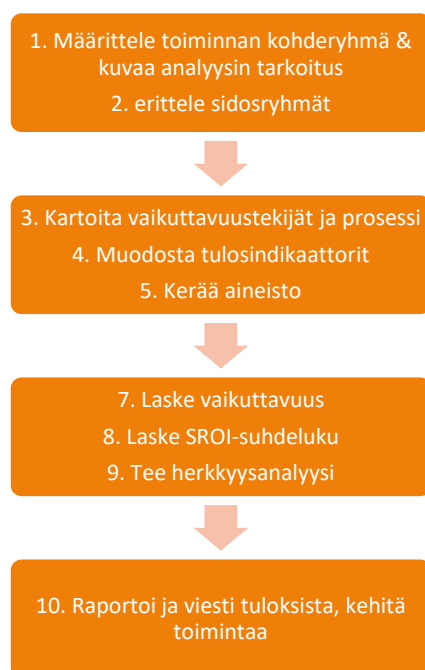 1. Määrittele toiminnan kohderyhmä &
kuvaa analyysin tarkoitus
2. erittele sidosryhmät
3. Kartoita vaikuttavuustekijät ja prosessi
4. Muodosta tulosindikaattorit
5. Kerää aineisto
7. Laske vaikuttavuus
8. Laske SROI-suhdeluku
9. Tee herkkyysanalyysi
10. Raportoi ja viesti tuloksista, kehitä
toimintaa